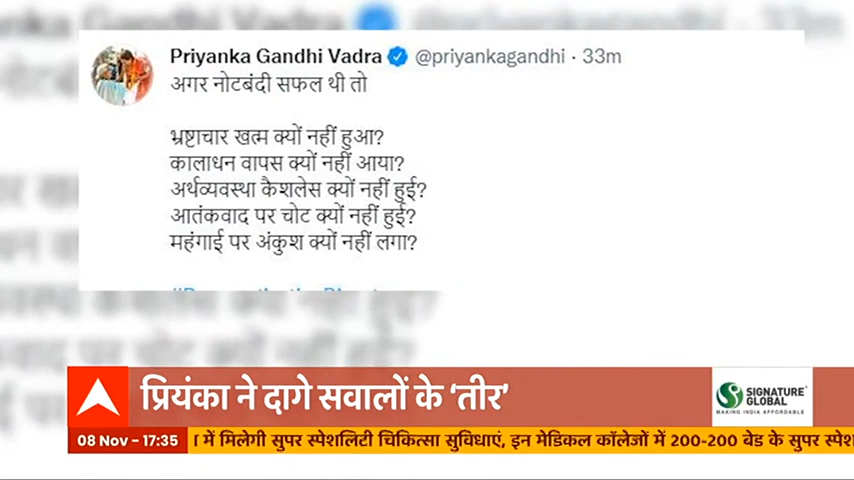 Priyanka Gandhi Vadra @priyankagandhi · 33m
अगर नोटबंदी सफल थी तो
भ्रष्टाचार खत्म क्यों नहीं हुआ?
कालाधन वापस क्यों नहीं आया?
अर्थव्यवस्था कैशलेस क्यों नहीं हुई?
आतंकवाद पर चोट क्यों नहीं हुई?
महंगाई पर अंकुश क्यों नहीं लगा?
प्रियंका ने दागे सवालों के ‘तीर’
SIGNATURE
GLOBAL
MAKING INDIA AFFORDABLE
08 Nov - 17:35 में मिलेगी सुपर स्पेशलिटी चिकित्सा सुविधाएं, इन मेडिकल कॉलेजों में 200-200 बेड के सुपर